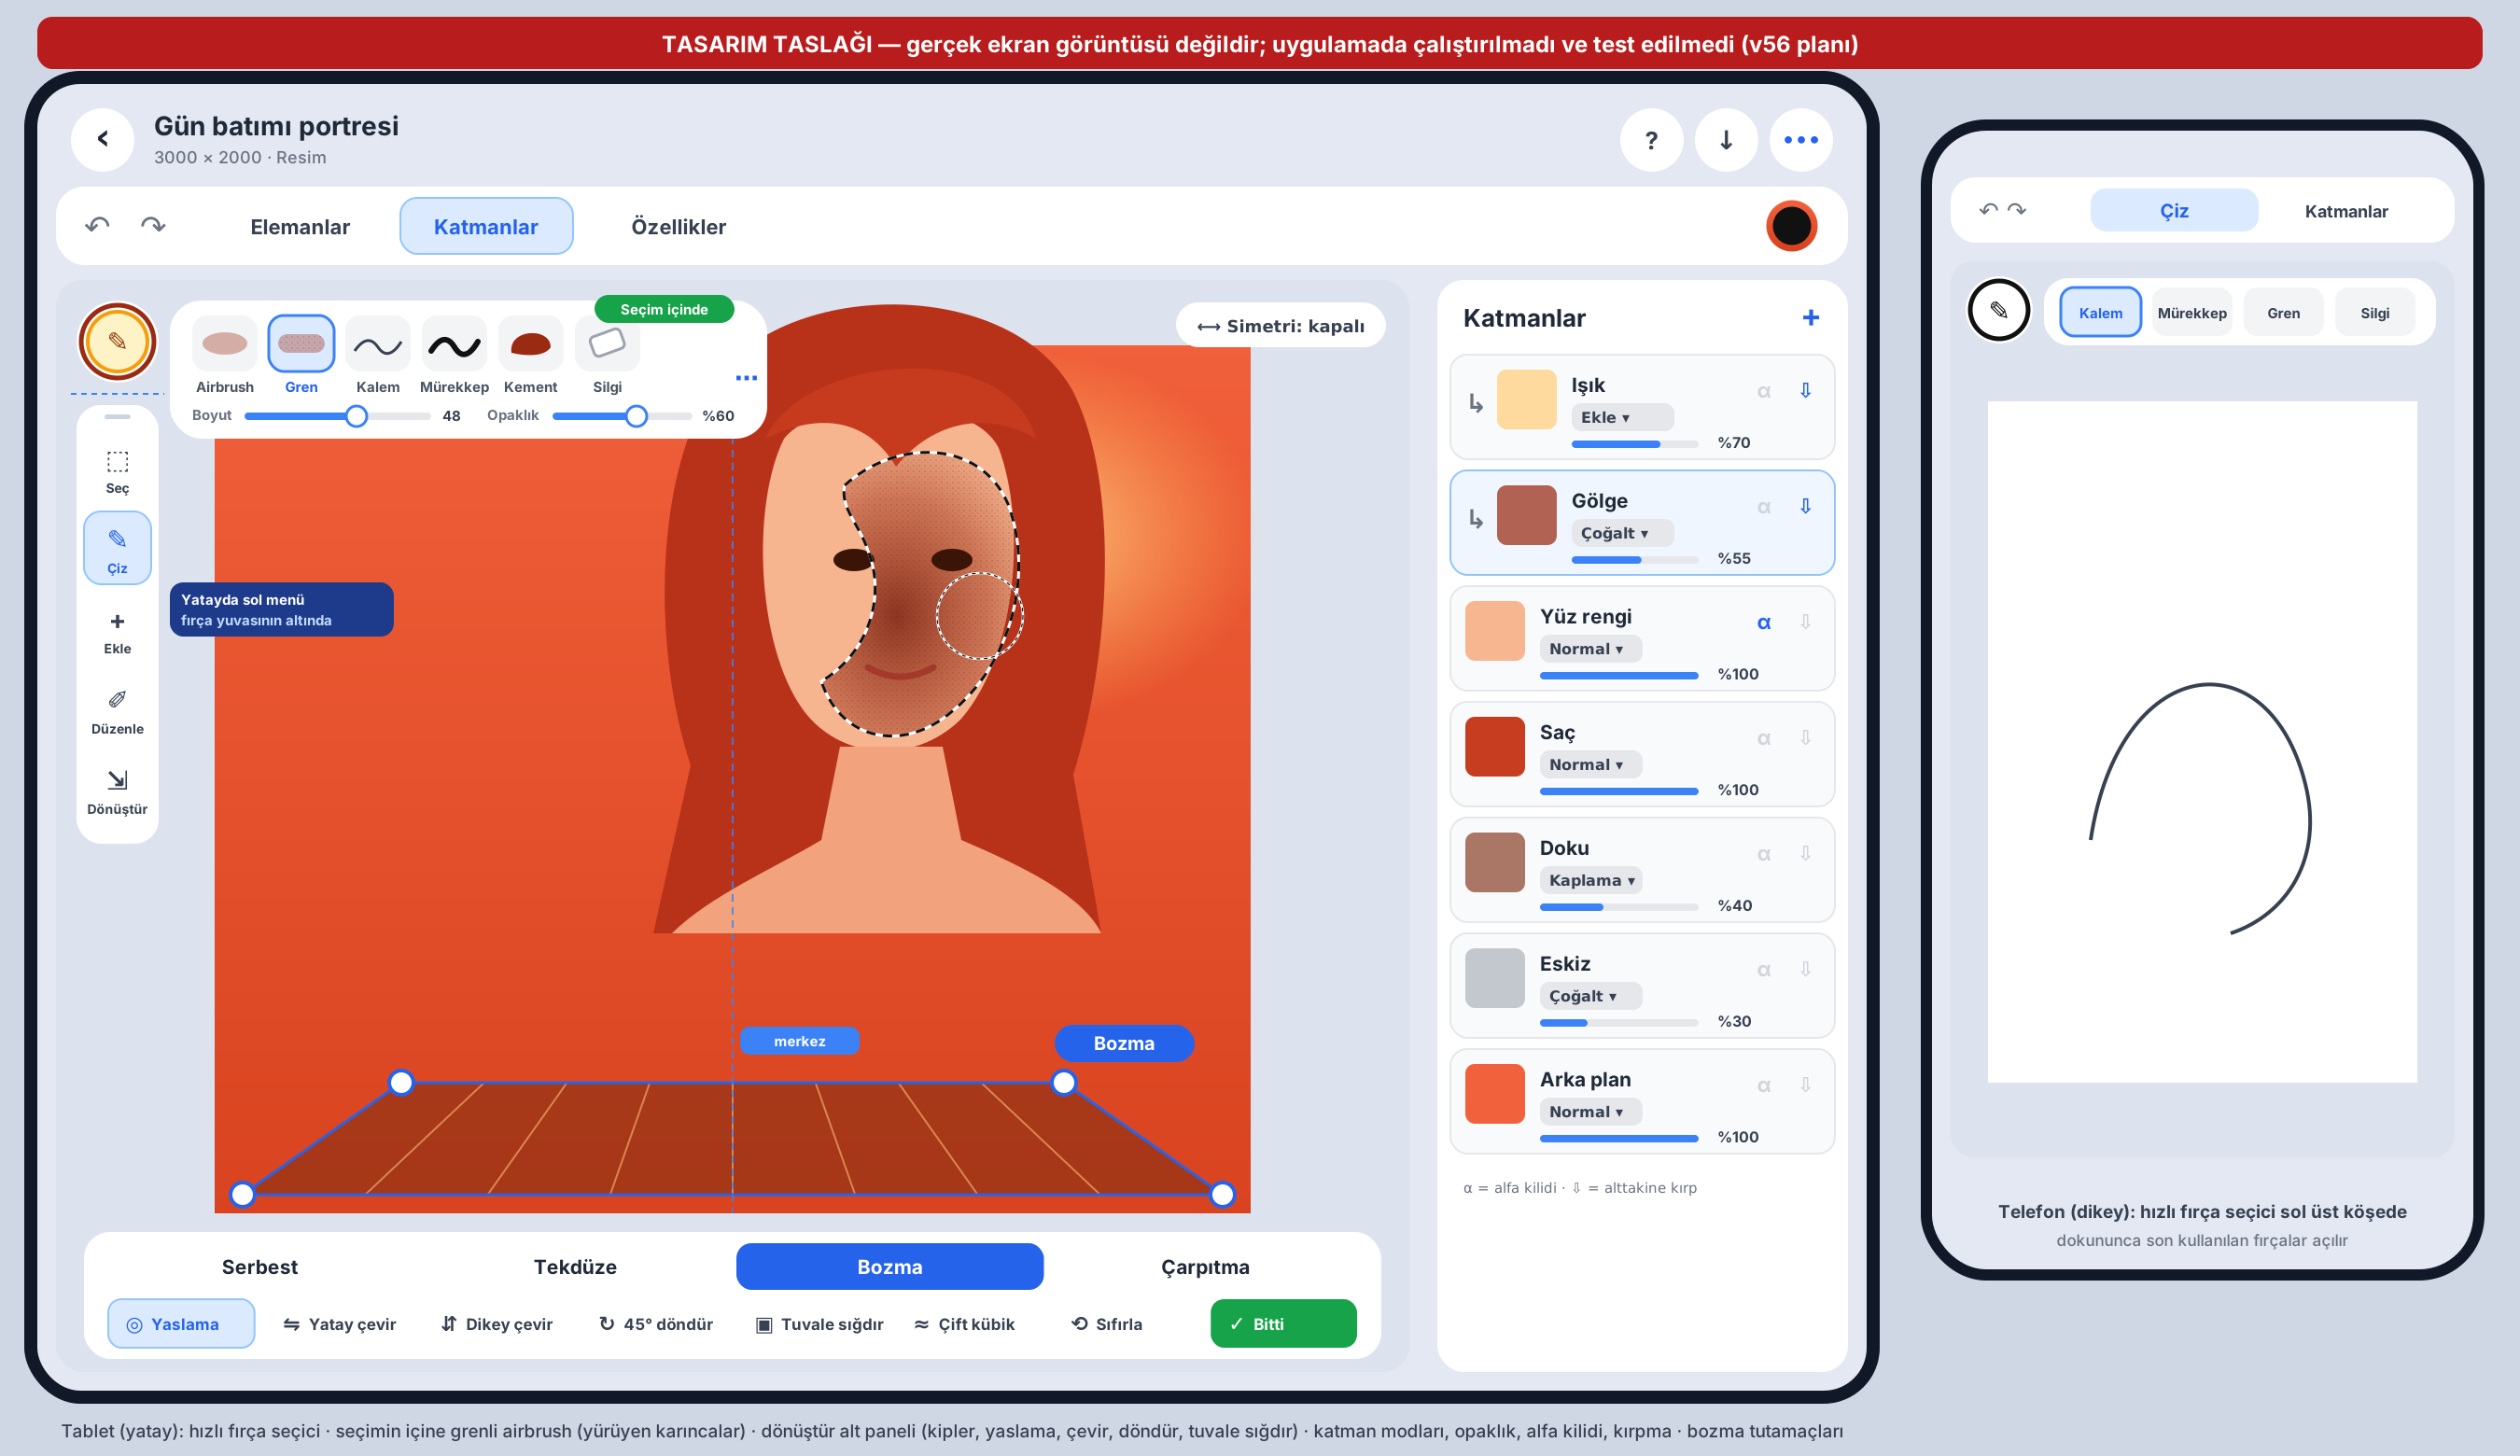 TASARIM TASLAĞI — gerçek ekran görüntüsü değildir; uygulamada çalıştırılmadı ve test edilmedi (v56 planı)
Gün batımı portresi
3000 × 2000 · Resim
?
Elemanlar
Katmanlar
Özellikler
Seçim içinde
Airbrush
Gren
Kalem
Mürekkep
Kement
Silgi
Boyut
48
Opaklık
%60
Simetri: kapalı
Seç
Çiz
Ekle
Düzenle
Dönüştür
Yatayda sol menü
fırça yuvasının altında
merkez
Bozma
Serbest
Tekdüze
Bozma
Çarpıtma
Yaslama
Yatay çevir
Dikey çevir
45° döndür
Tuvale sığdır
Çift kübik
Sıfırla
✓ Bitti
Katmanlar
+
Işık
α ⇩
Ekle ▾
%70
Gölge
α ⇩
Çoğalt ▾
%55
Yüz rengi
α ⇩
Normal ▾
%100
Saç
α ⇩
Normal ▾
%100
Doku
α ⇩
Kaplama ▾
%40
Eskiz
α ⇩
Çoğalt ▾
%30
Arka plan
α ⇩
Normal ▾
%100
α = alfa kilidi · ⇩ = alttakine kırp
Çiz
Katmanlar
Kalem
Mürekkep
Gren
Silgi
Telefon (dikey): hızlı fırça seçici sol üst köşede
dokununca son kullanılan fırçalar açılır
Tablet (yatay): hızlı fırça seçici · seçimin içine grenli airbrush (yürüyen karıncalar) · dönüştür alt paneli (kipler, yaslama, çevir, döndür, tuvale sığdır) · katman modları, opaklık, alfa kilidi, kırpma · bozma tutamaçları